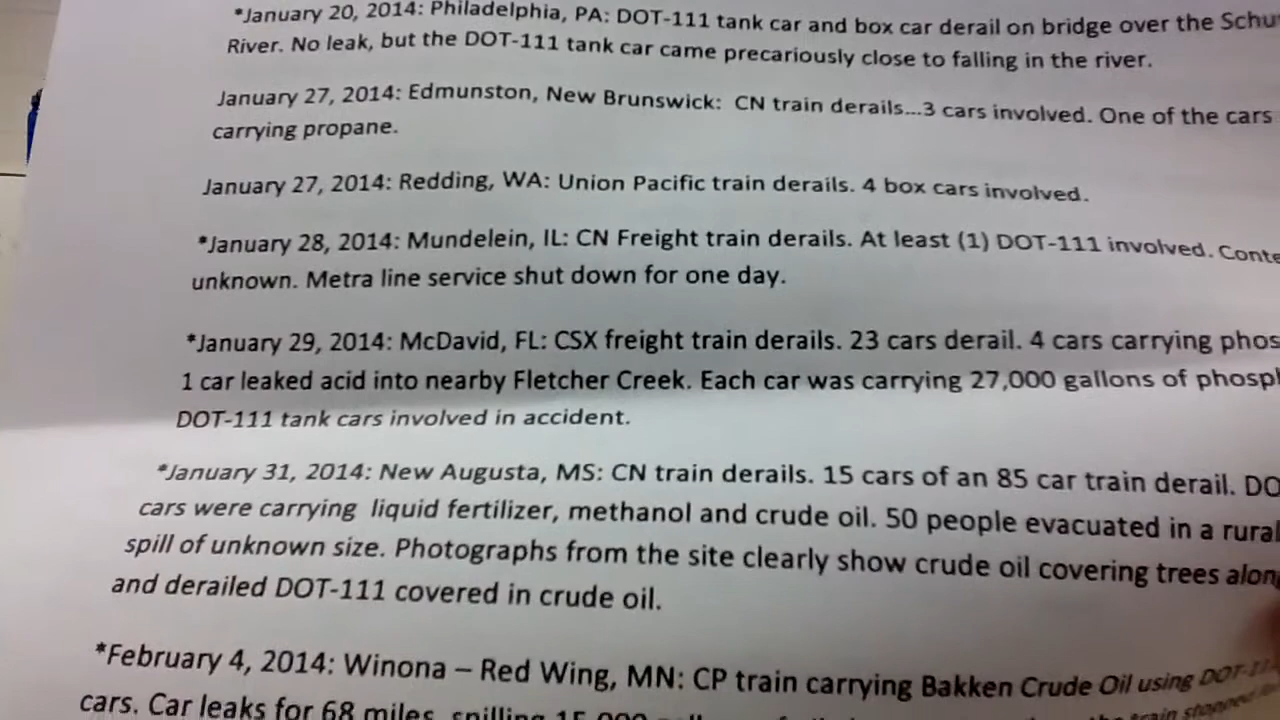 *January 20, 2014: Philadelphia, PA: DOT-111 tank car and box car derail on bridge over the
River. No leak, but the DOT-111 tank car came precariously close to falling in the river.
January 27, 2014: Edmunston, New Brunswick: CN train derails...3 cars involved. One of the cars
carrying propane.
January 27, 2014: Redding, WA: Union Pacific train derails. 4 box cars involved.
*January 28, 2014: Mundelein, IL: CN Freight train derails. At least (1) DOT-111 involved.
unknown. Metra line service shut down for one day.
*January 29, 2014: McDavid, FL: CSX freight train derails. 23 cars derail. 4 cars carrying
1 car leaked acid into nearby Fletcher Creek. Each car was carrying 27,000 gallons of
DOT-111 tank cars involved in accident.
*January 31, 2014: New Augusta, MS: CN train derails. 15 cars of an 85 car train derail.
cars were carrying liquid fertilizer, methanol and crude oil. 50 people evacuated in a rural
spill of unknown size. Photographs from the site clearly show crude oil covering trees
and derailed DOT-111 covered in crude oil.
*February 4, 2014: Winona – Red Wing, MN: CP train carrying Bakken Crude Oil using
cars. Car leaks for 68 miles, spilling train stopped